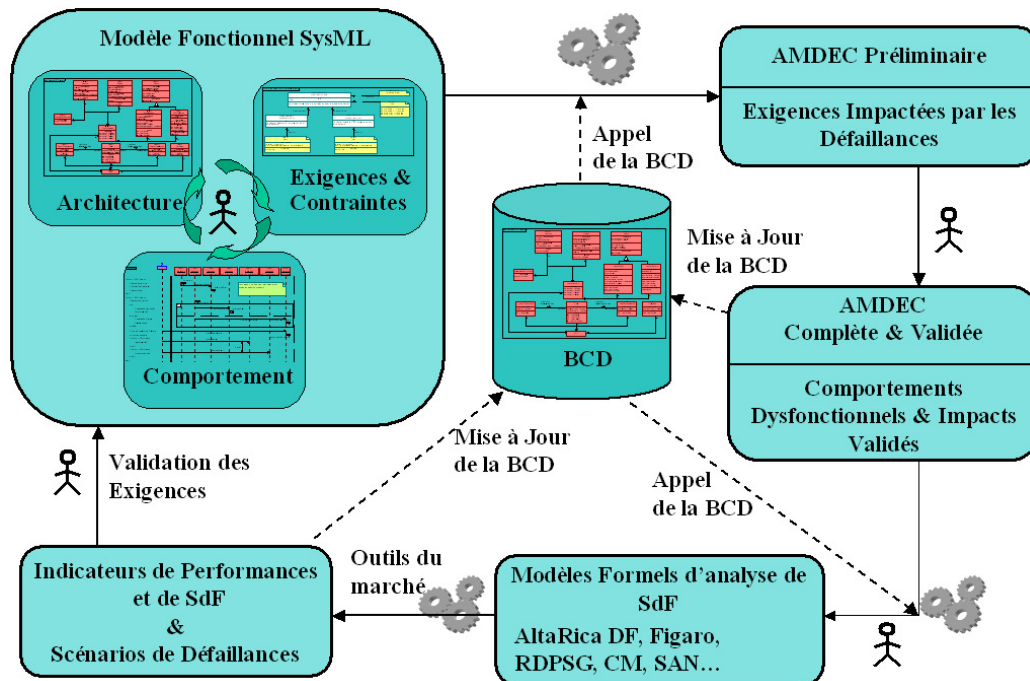 Modèle Fonctionnel SysML
Architecture
Exigences &
Contraintes
Comportement
Appel
de la BCD
AMDEC Préliminaire
Exigences Impactées par les
Défaillances
Mise à Jour
de la BCD
BCD
AMDEC
Complète & Validée
Comportements
Dysfonctionnels & Impacts
Validés
Validation des
Exigences
Mise à Jour
de la BCD
Appel
de la BCD
Indicateurs de Performances
et de SdF
&
Scénarios de Défaillances
Outils du
marché
Modèles Formels d'analyse de
SdF
AltaRica DF, Figaro,
RDPSG, CM, SAN…